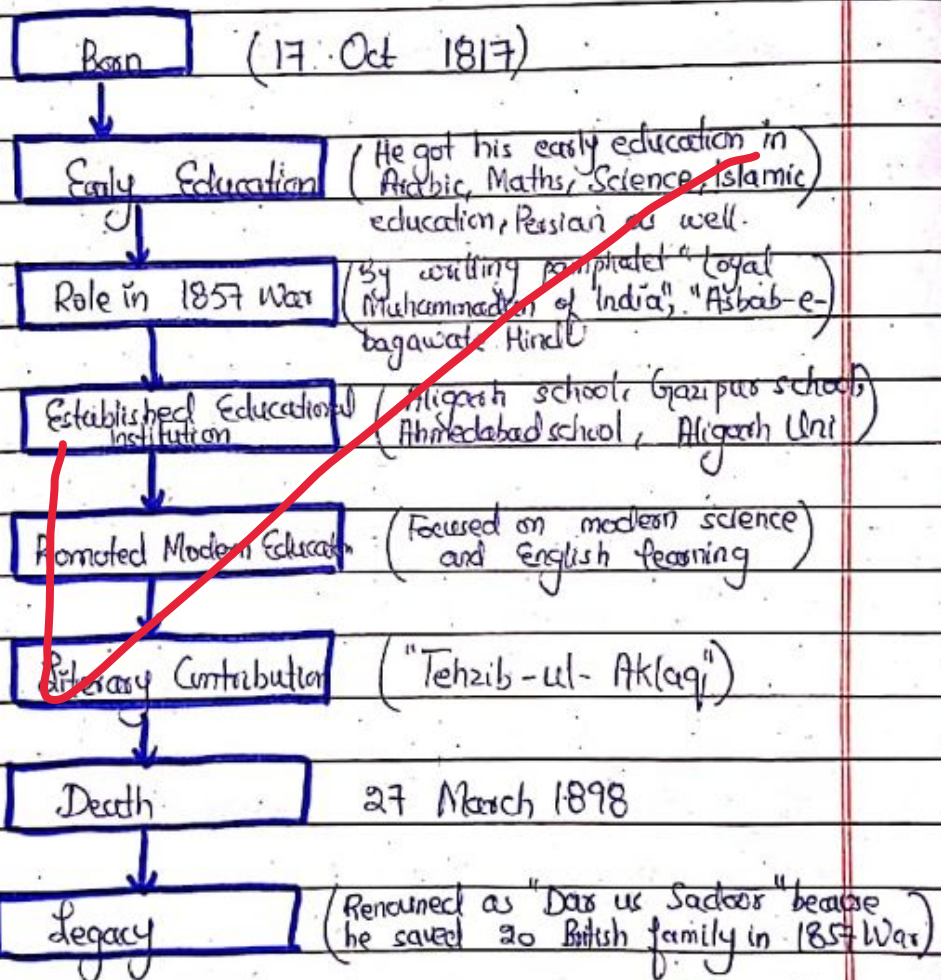 Born (17 Oct 1817)
Early Education (He got his early education in
Arabic, Maths, Science, Islamic)
education, Persian as well.
Role in 1857 War (By writting pamphalet "Loyal
Muhammadan of "India", "Asbab-e-)
bagawate Hind"
Established Educational (Aligarh school, Gazipur school,)
Institution Ahmedabad school, Aligarh Uni
Promoted Modern Education (Focused on modern science)
and English learning
Literary Contribution ("Tehzib-ul-Aklaq")
Death 27 March 1898
Legacy (Renouned as "Dar us Sadoor" because
he saved 20 British family in 1857 War)